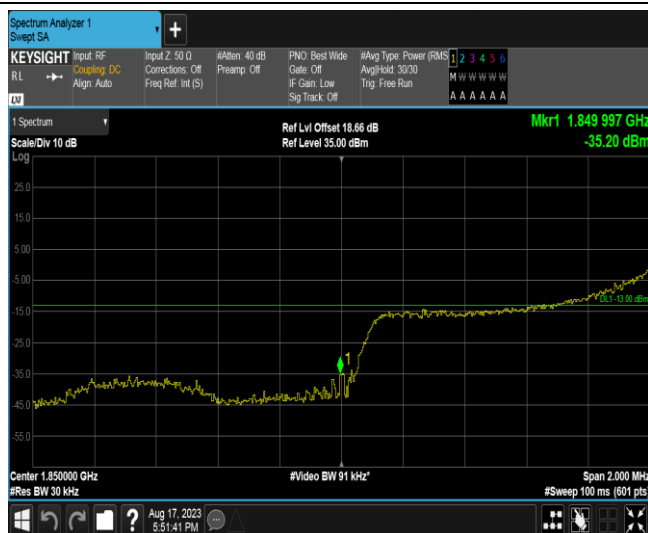 Spectrum Analyzer 1
Swept SA
+
KEYSIGHT
RL
LXI
Input: RF
Coupling: DC
Align: Auto
Input Z: 50 Ω
Corrections: Off
Freq Ref: Int (S)
#Atten: 40 dB
Preamp: Off
PNO: Best Wide
Gate: Off
IF Gain: Low
Sig Track: Off
#Avg Type: Power (RMS
Avg|Hold: 30/30
Trig: Free Run
1 2 3 4 5 6
M W W W W W
A A A A A A
1 Spectrum
Scale/Div 10 dB
Ref Lvl Offset 18.66 dB
Ref Level 35.00 dBm
Mkr1 1.849 997 GHz
-35.20 dBm
Log
25.0
15.0
5.00
-5.00
-15.0
-25.0
-35.0
-45.0
-55.0
DL1 -13.00 dBm
1
Center 1.850000 GHz
#Res BW 30 kHz
#Video BW 91 kHz*
Span 2.000 MHz
#Sweep 100 ms (601 pts)
?
Aug 17, 2023
5:51:41 PM